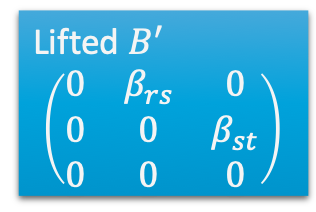 Lifted B′
0 β_rs 0
0 0 β_st
0 0 0